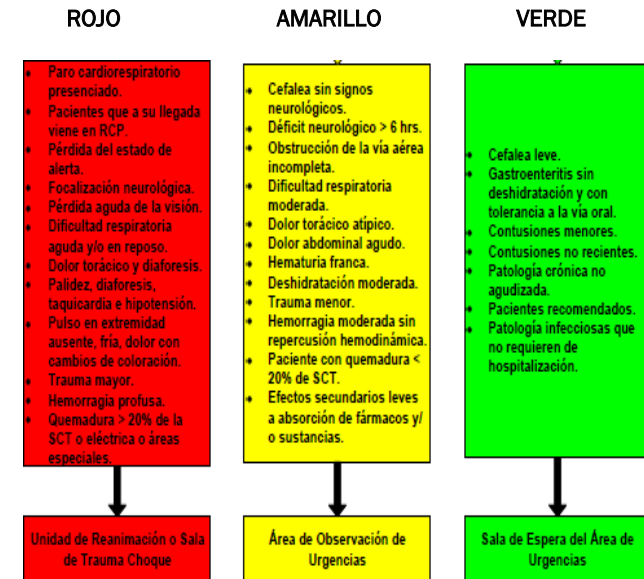 ROJO
Paro cardiorespiratorio
presenciado.
Pacientes que a su llegada
viene en RCP.
Pérdida del estado de
alerta.
Focalización neurológica.
Pérdida aguda de la visión.
Dificultad respiratoria
aguda y/o en reposo.
Dolor torácico y diaforesis.
Palidez, diaforesis,
taquicardia e hipotensión.
Pulso en extremidad
ausente, fría, dolor con
cambios de coloración.
Trauma mayor.
Hemorragia profusa.
Quemadura > 20% de la
SCT o eléctrica o áreas
especiales.
Unidad de Reanimación o Sala
de Trauma Choque
AMARILLO
Cefalea sin signos
neurológicos.
Déficit neurológico > 6 hrs.
Obstrucción de la vía aérea
incompleta.
Dificultad respiratoria
moderada.
Dolor torácico atípico.
Dolor abdominal agudo.
Hematuria franca.
Deshidratación moderada.
Trauma menor.
Hemorragia moderada sin
repercusión hemodinámica.
Paciente con quemadura <
20% de SCT.
Efectos secundarios leves
a absorción de fármacos y/
o sustancias.
Área de Observación de
Urgencias
VERDE
Cefalea leve.
Gastroenteritis sin
deshidratación y con
tolerancia a la vía oral.
Contusiones menores.
Contusiones no recientes.
Patología crónica no
agudizada.
Pacientes recomendados.
Patología infecciosas que
no requieren de
hospitalización.
Sala de Espera del Área de
Urgencias